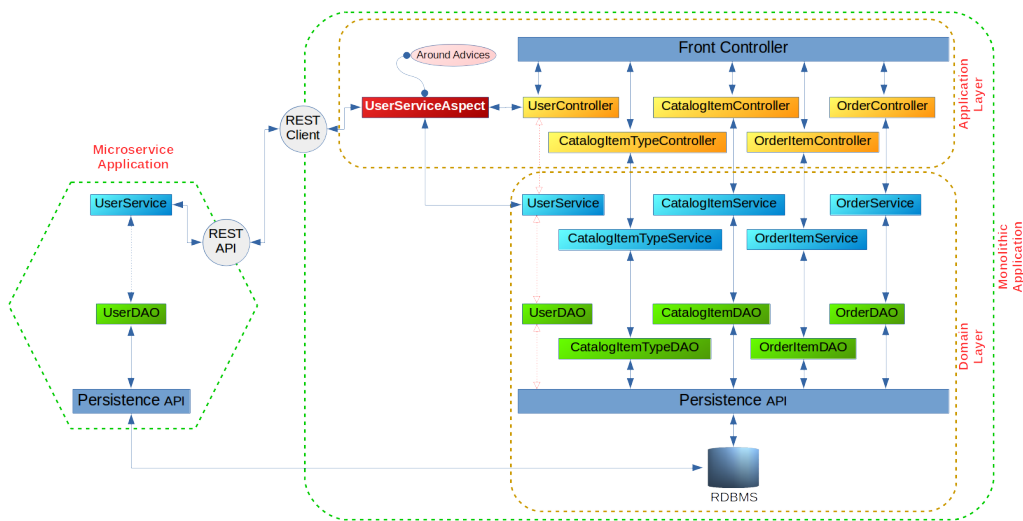 Front Controller
Around Advices
UserServiceAspect
UserController
CatalogItemController
OrderController
CatalogItemTypeController
OrderItemController
Application
Layer
REST
Client
Microservice
Application
UserService
REST
API
UserDAO
Persistence API
UserService
CatalogItemService
OrderService
CatalogItemTypeService
OrderItemService
UserDAO
CatalogItemDAO
OrderDAO
CatalogItemTypeDAO
OrderItemDAO
Domain
Layer
Monolithic
Application
Persistence API
RDBMS